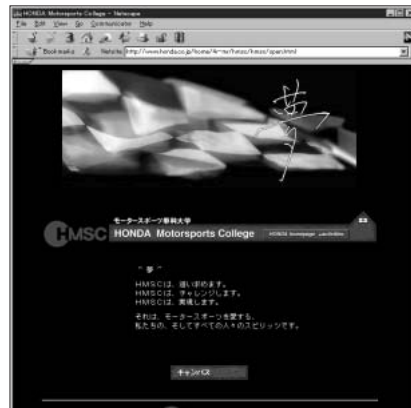 HONDA Motorsports College - Netscape
File Edit View Go Communicator Help
Bookmarks Netsite:
夢
モータースポーツ専科大学
HMSC HONDA Motorsports College HONDA homepage
"夢"
HMSCは、追い求めます。
HMSCは、チャレンジします。
HMSCは、実現します。
それは、モータースポーツを愛する、
私たちの、そしてすべての人々のスピリッツです。
キャンパス